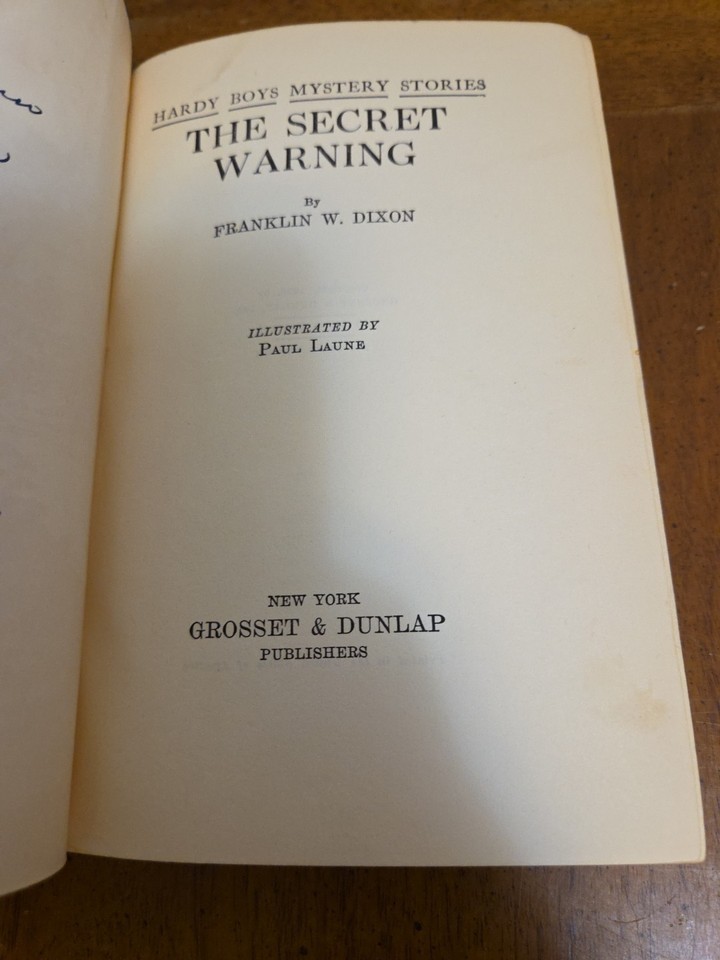 HARDY BOYS MYSTERY STORIES
THE SECRET
WARNING
By
FRANKLIN W. DIXON
ILLUSTRATED BY
PAUL LAUNE
NEW YORK
GROSSET & DUNLAP
PUBLISHERS